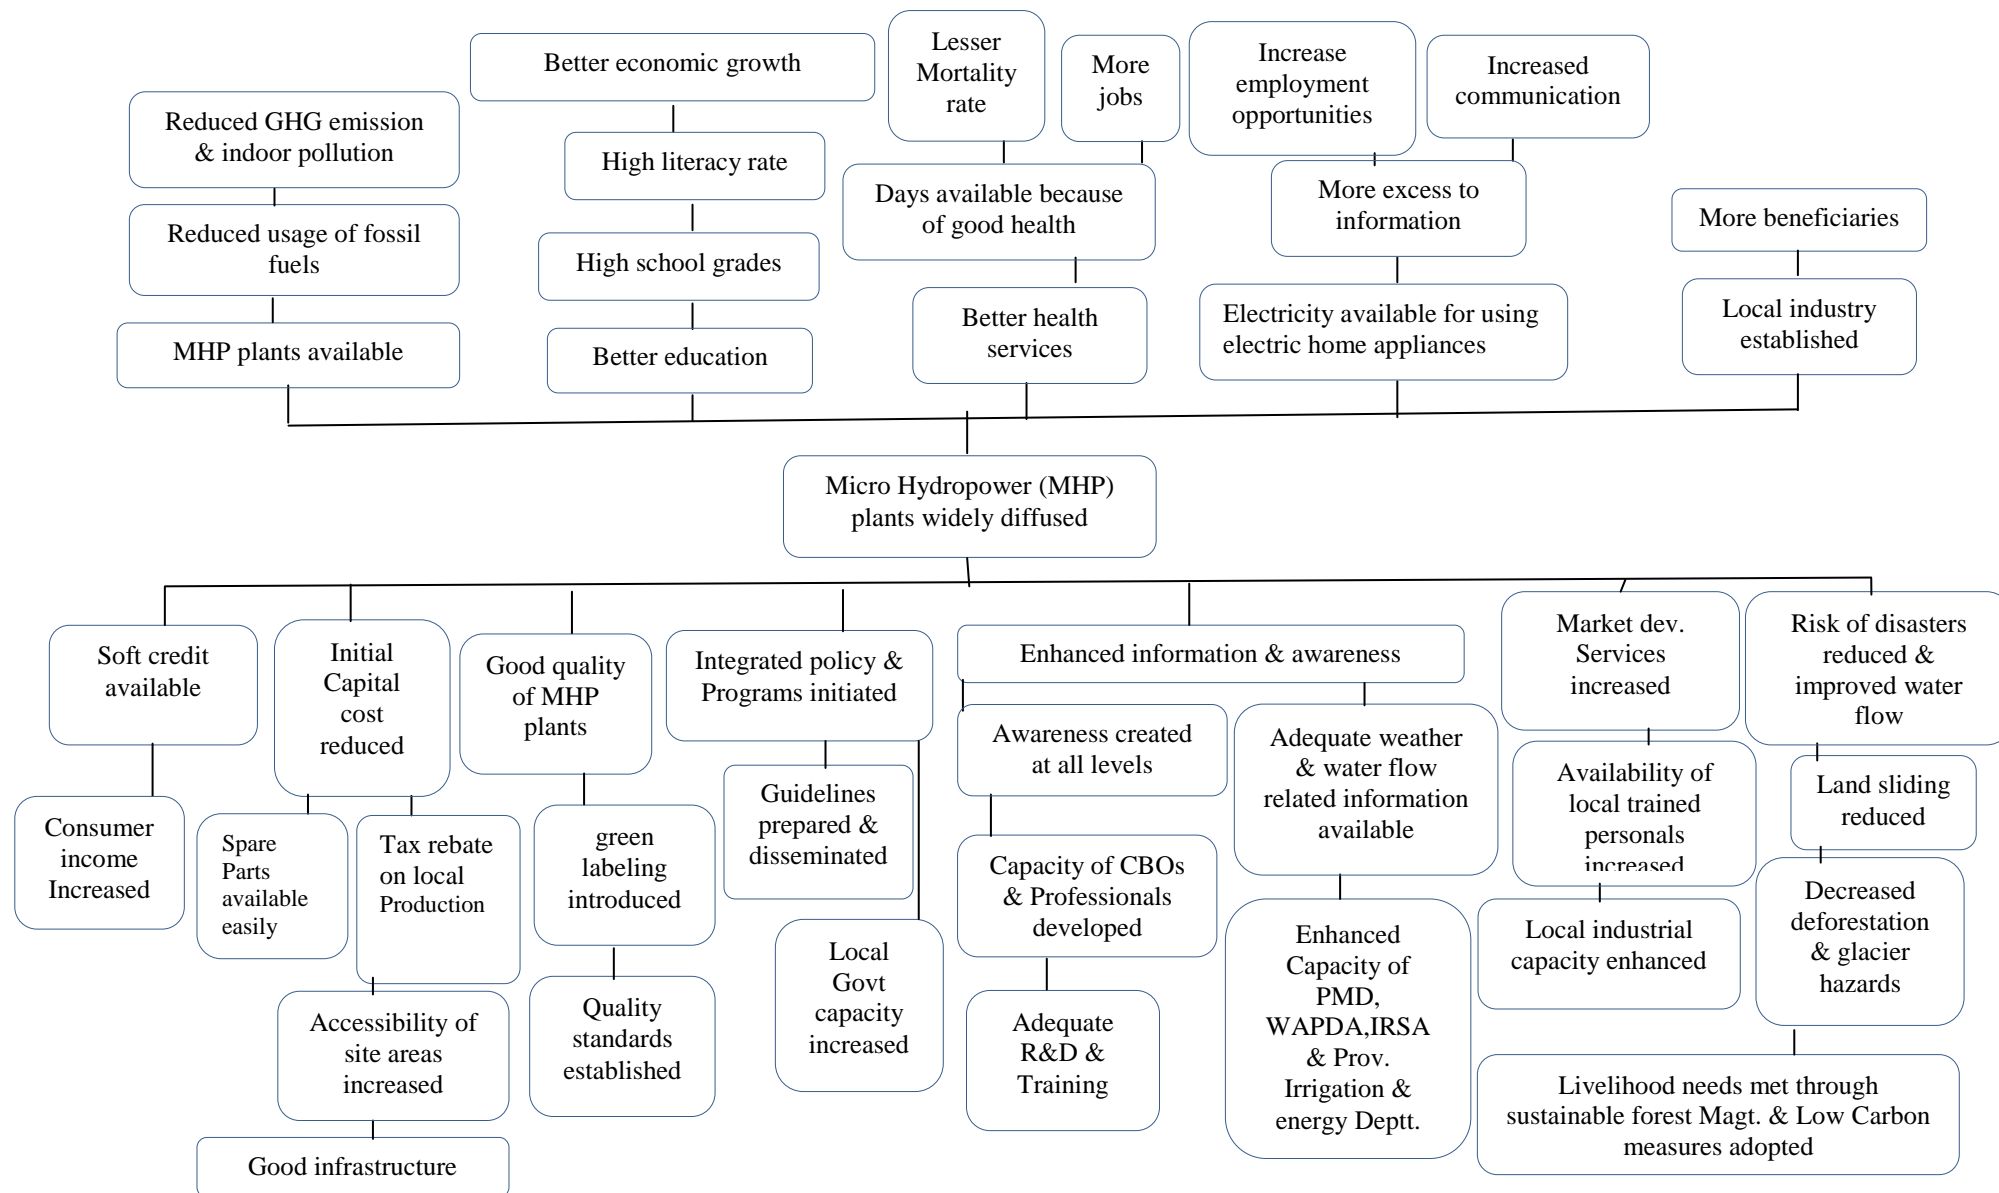 Better economic growth
Lesser
Mortality
rate
More
jobs
Increase
employment
opportunities
Increased
communication
Reduced GHG emission
& indoor pollution
High literacy rate
Days available because
of good health
More excess to
information
More beneficiaries
Reduced usage of fossil
fuels
High school grades
Better health
services
Electricity available for using
electric home appliances
Local industry
established
MHP plants available
Better education
Micro Hydropower (MHP)
plants widely diffused
Soft credit
available
Initial
Capital
cost
reduced
Good quality
of MHP
plants
Integrated policy &
Programs initiated
Enhanced information & awareness
Market dev.
Services
increased
Risk of disasters
reduced &
improved water
flow
Awareness created
at all levels
Adequate weather
& water flow
related information
available
Availability of
local trained
personals
increased
Land sliding
reduced
Consumer
income
Increased
Spare
Parts
available
easily
Tax rebate
on local
Production
green
labeling
introduced
Guidelines
prepared &
disseminated
Capacity of CBOs
& Professionals
developed
Enhanced
Capacity of
PMD,
WAPDA,IRSA
& Prov.
Irrigation &
energy Deptt.
Local industrial
capacity enhanced
Decreased
deforestation
& glacier
hazards
Accessibility of
site areas
increased
Quality
standards
established
Local
Govt
capacity
increased
Adequate
R&D &
Training
Livelihood needs met through
sustainable forest Magt. & Low Carbon
measures adopted
Good infrastructure